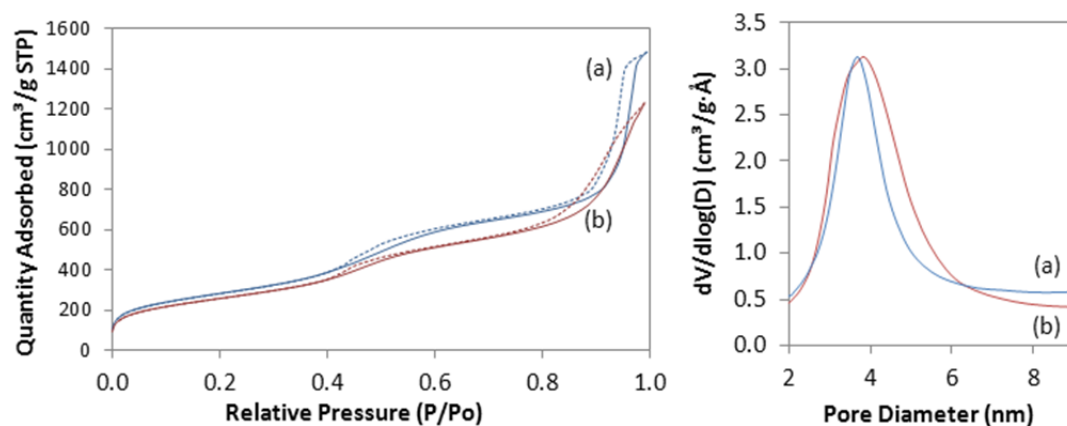 Quantity Adsorbed (cm³/g STP)
1600
1400
1200
1000
800
600
400
200
0
(a)
(b)
0.0 0.2 0.4 0.6 0.8 1.0
Relative Pressure (P/Po)
dV/dlog(D) (cm³/g·Å)
3.5
3.0
2.5
2.0
1.5
1.0
0.5
0.0
(a)
(b)
2 4 6 8
Pore Diameter (nm)